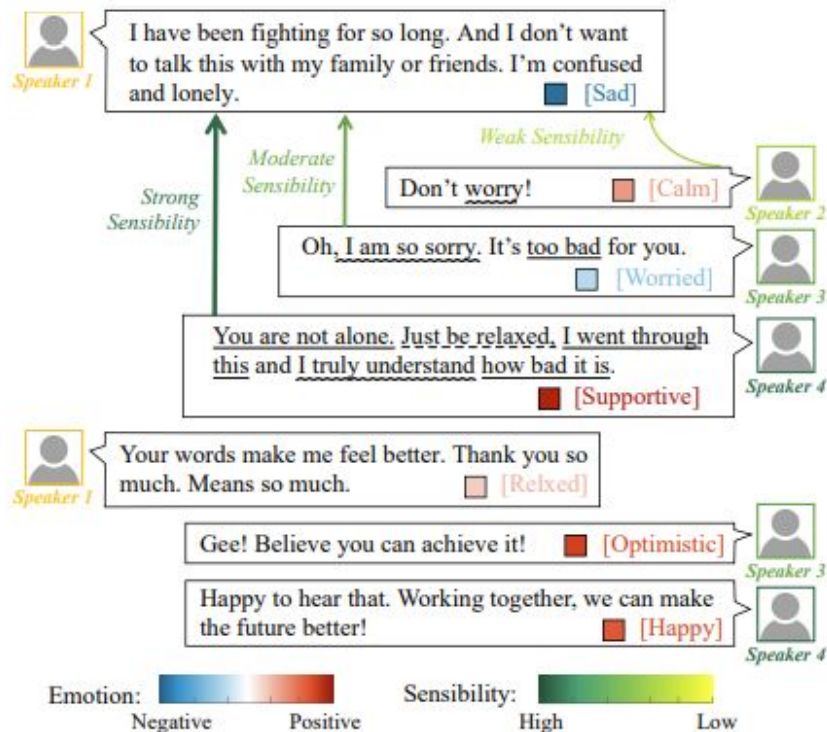 I have been fighting for so long. And I don't want
to talk this with my family or friends. I'm confused
and lonely.
[Sad]
Speaker 1
Strong
Sensibility
Moderate
Sensibility
Weak Sensibility
Don't worry!
[Calm]
Speaker 2
Oh, I am so sorry. It's too bad for you.
[Worried]
Speaker 3
You are not alone. Just be relaxed, I went through
this and I truly understand how bad it is.
[Supportive]
Speaker 4
Your words make me feel better. Thank you so
much. Means so much.
[Relxed]
Speaker 1
Gee! Believe you can achieve it!
[Optimistic]
Speaker 3
Happy to hear that. Working together, we can make
the future better!
[Happy]
Speaker 4
Emotion:
Negative
Positive
Sensibility:
High
Low